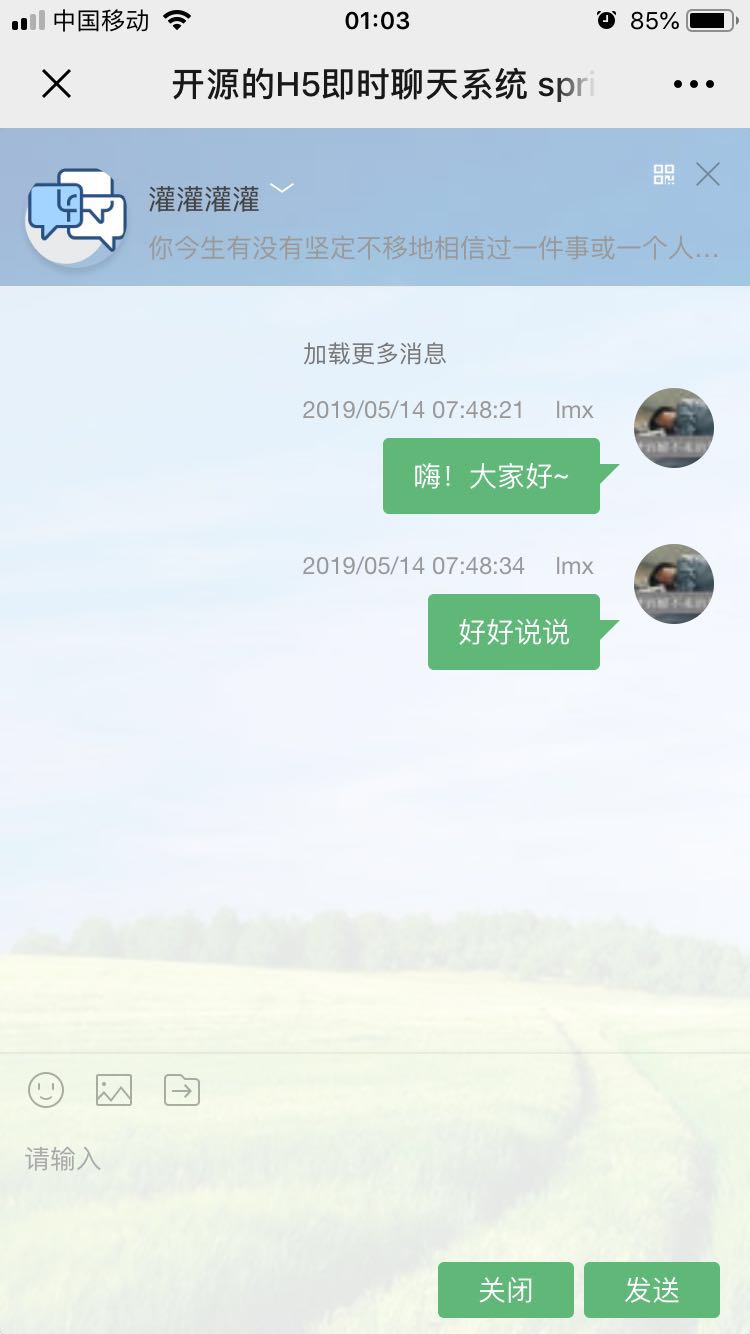 中国移动
01:03
85%
开源的H5即时聊天系统 spri
灌灌灌灌
你今生有没有坚定不移地相信过一件事或一个人...
加载更多消息
2019/05/14 07:48:21 lmx
嗨！大家好~
2019/05/14 07:48:34 lmx
好好说说
请输入
关闭
发送